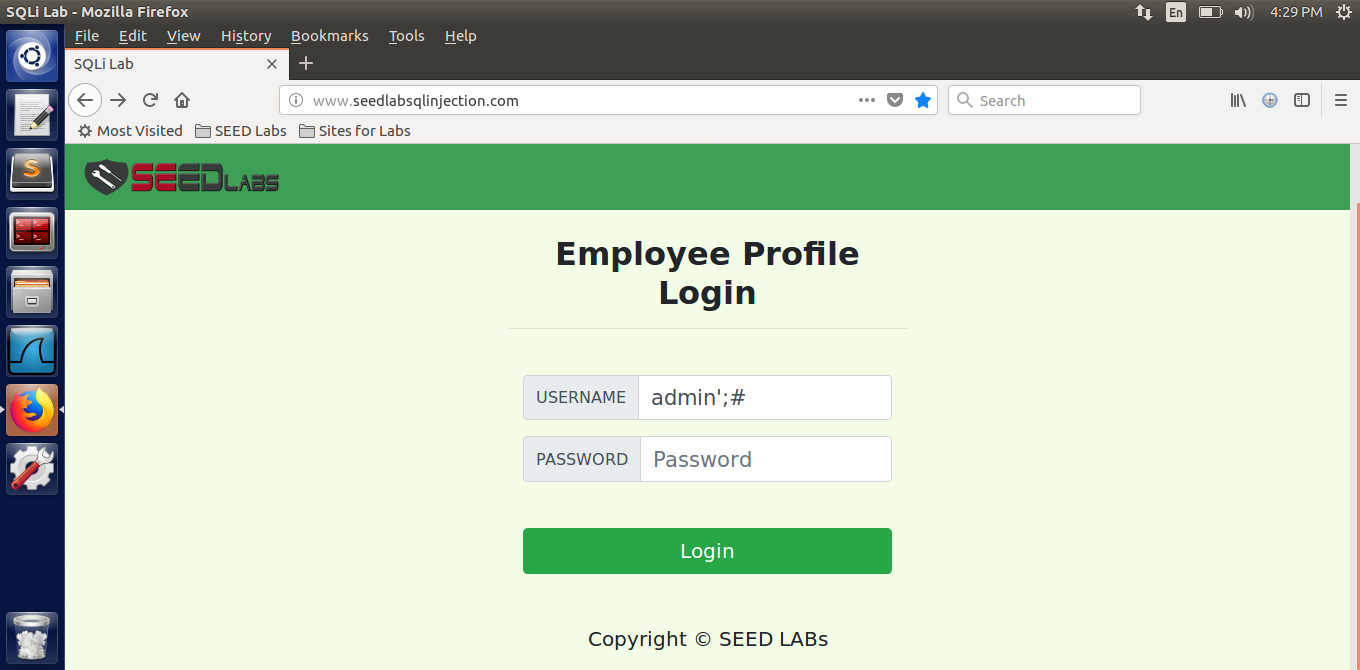 SQLi Lab - Mozilla Firefox
En
4:29 PM
File Edit View History Bookmarks Tools Help
SQLi Lab
www.seedlabsqlinjection.com
Search
Most Visited SEED Labs Sites for Labs
SEEDLABS
Employee Profile
Login
USERNAME admin';#
PASSWORD Password
Login
Copyright © SEED LABs